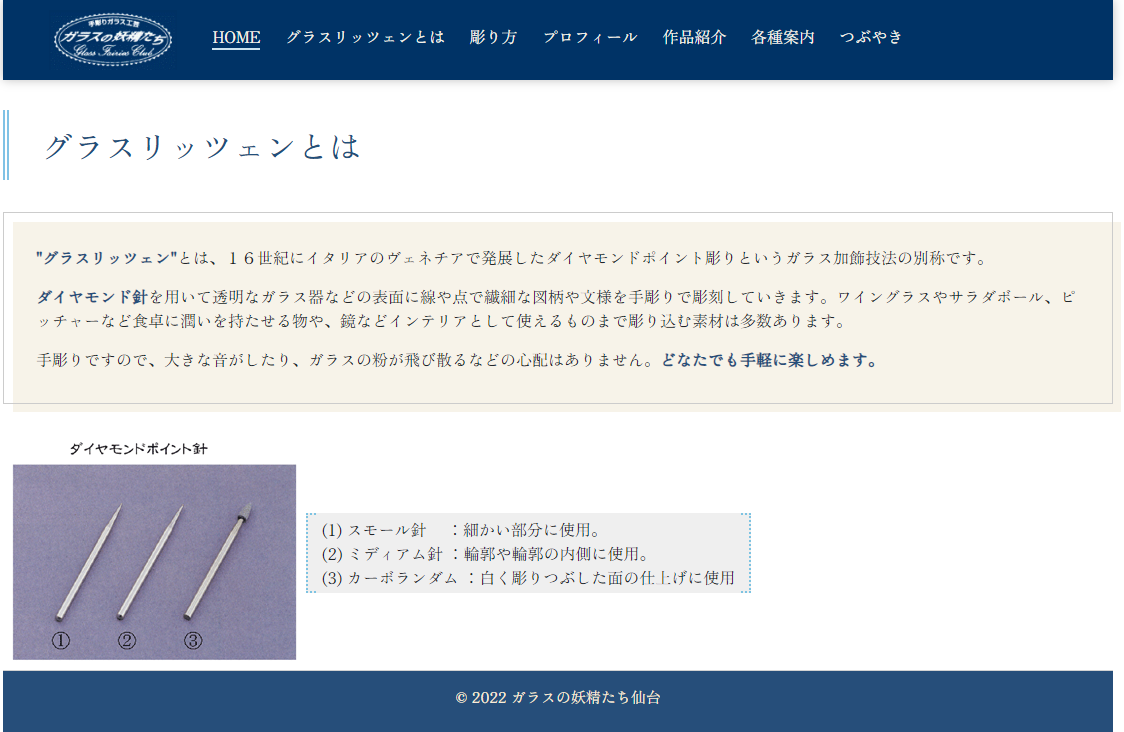 手彫りガラス工房
ガラスの妖精たち
Glass Fairies Club
HOME グラスリッツェンとは 彫り方 プロフィール 作品紹介 各種案内 つぶやき
グラスリッツェンとは
"グラスリッツェン"とは、１６世紀にイタリアのヴェネチアで発展したダイヤモンドポイント彫りというガラス加飾技法の別称です。
ダイヤモンド針を用いて透明なガラス器などの表面に線や点で繊細な図柄や文様を手彫りで彫刻していきます。ワイングラスやサラダボール、ピ
ッチャーなど食卓に潤いを持たせる物や、鏡などインテリアとして使えるものまで彫り込む素材は多数あります。
手彫りですので、大きな音がしたり、ガラスの粉が飛び散るなどの心配はありません。どなたでも手軽に楽しめます。
ダイヤモンドポイント針
① ② ③
(1) スモール針　：細かい部分に使用。
(2) ミディアム針 ：輪郭や輪郭の内側に使用。
(3) カーボランダム ：白く彫りつぶした面の仕上げに使用
© 2022 ガラスの妖精たち仙台